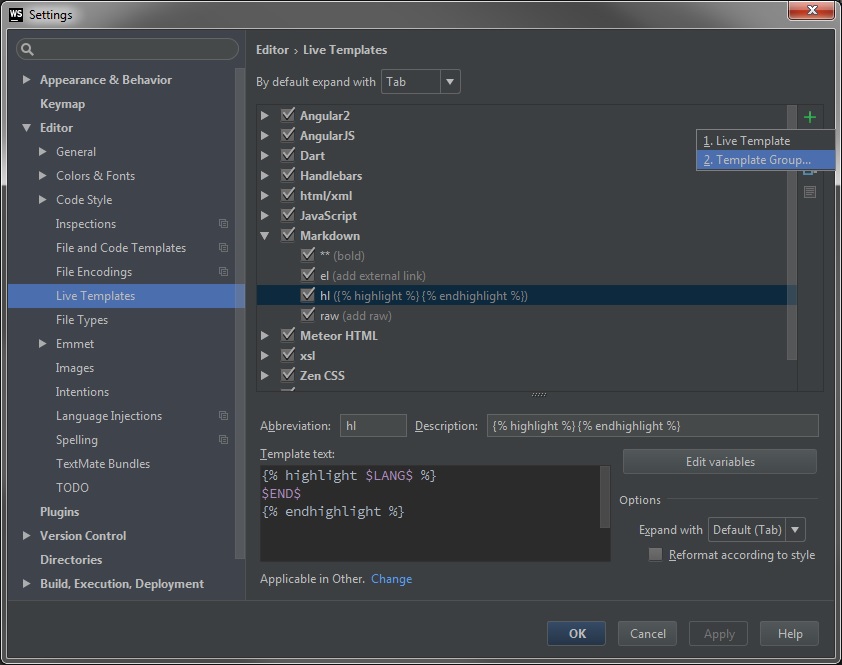 WS Settings
Appearance & Behavior
Keymap
Editor
General
Colors & Fonts
Code Style
Inspections
File and Code Templates
File Encodings
Live Templates
File Types
Emmet
Images
Intentions
Language Injections
Spelling
TextMate Bundles
TODO
Plugins
Version Control
Directories
Build, Execution, Deployment
Editor › Live Templates
By default expand with Tab
Angular2
AngularJS
Dart
Handlebars
html/xml
JavaScript
Markdown
** (bold)
el (add external link)
hl ({% highlight %}{% endhighlight %})
raw (add raw)
Meteor HTML
xsl
Zen CSS
1. Live Template
2. Template Group...
Abbreviation: hl Description: {% highlight %}{% endhighlight %}
Template text:
{% highlight $LANG$ %}
$END$
{% endhighlight %}
Edit variables
Options
Expand with Default (Tab)
Reformat according to style
Applicable in Other. Change
OK Cancel Apply Help